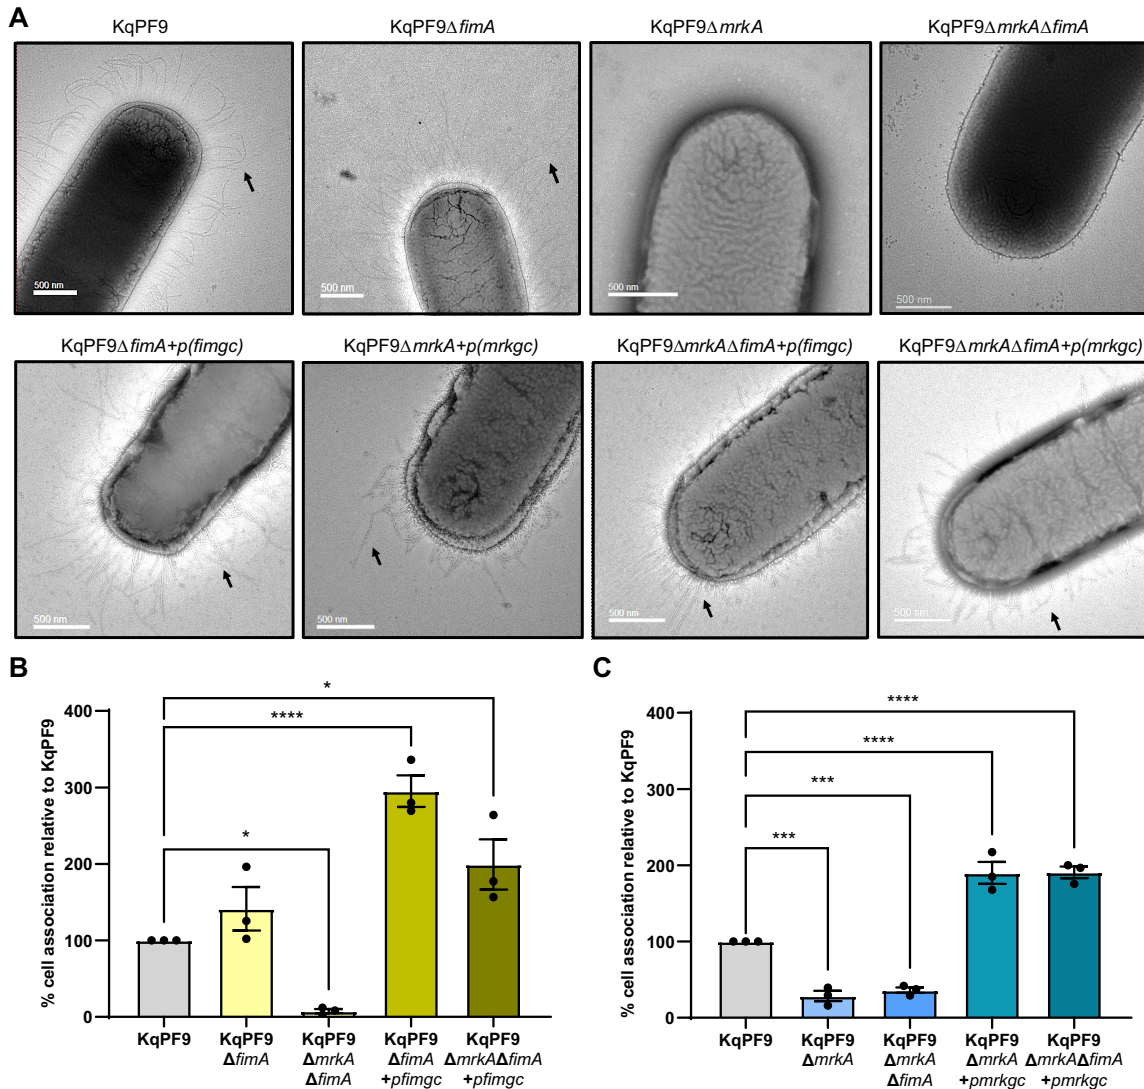 A
KqPF9
KqPF9ΔfimA
KqPF9ΔmrkA
KqPF9ΔmrkAΔfimA
500 nm
500 nm
500 nm
500 nm
KqPF9ΔfimA+p(fimgc)
KqPF9ΔmrkA+p(mrkgc)
KqPF9ΔmrkAΔfimA+p(fimgc)
KqPF9ΔmrkAΔfimA+p(mrkgc)
500 nm
500 nm
500 nm
500 nm
B
% cell association relative to KqPF9
400
300
200
100
0
*
****
*
KqPF9
KqPF9
ΔfimA
KqPF9
ΔmrkA
ΔfimA
KqPF9
ΔfimA
+pfimgc
KqPF9
ΔmrkAΔfimA
+pfimgc
C
% cell association relative to KqPF9
400
300
200
100
0
****
****
***
***
KqPF9
KqPF9
ΔmrkA
KqPF9
ΔmrkA
ΔfimA
KqPF9
ΔmrkA
+pmrkgc
KqPF9
ΔmrkAΔfimA
+pmrkgc